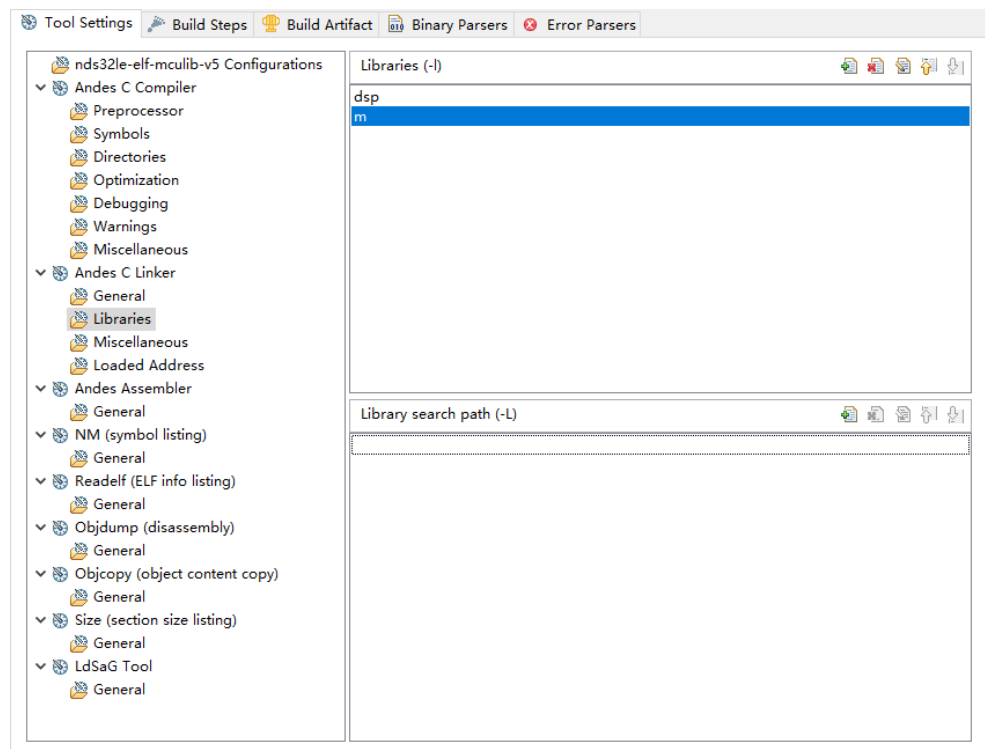 Tool Settings Build Steps Build Artifact Binary Parsers Error Parsers
nds32le-elf-mculib-v5 Configurations
Andes C Compiler
Preprocessor
Symbols
Directories
Optimization
Debugging
Warnings
Miscellaneous
Andes C Linker
General
Libraries
Miscellaneous
Loaded Address
Andes Assembler
General
NM (symbol listing)
General
Readelf (ELF info listing)
General
Objdump (disassembly)
General
Objcopy (object content copy)
General
Size (section size listing)
General
LdSaG Tool
General
Libraries (-l)
dsp
m
Library search path (-L)